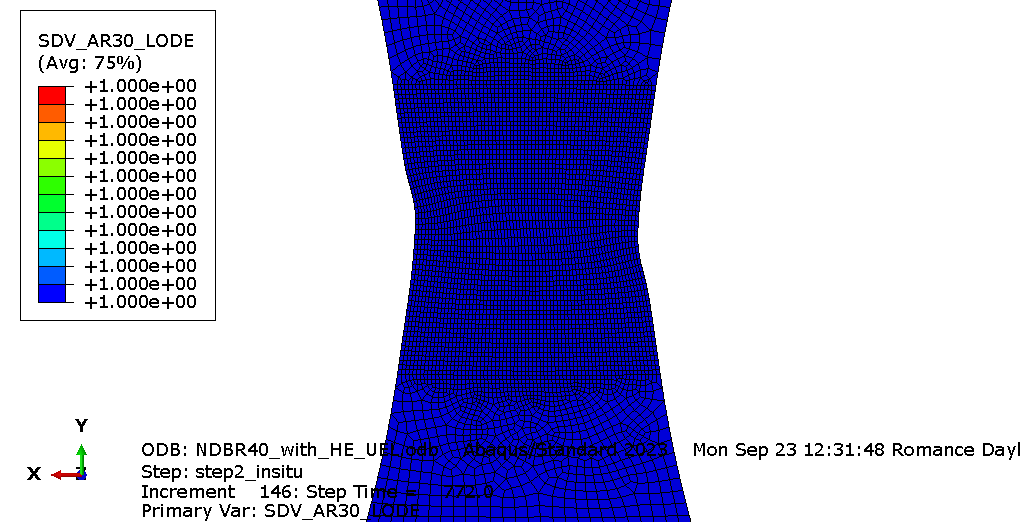 SDV_AR30_LODE
(Avg: 75%)
+1.000e+00
+1.000e+00
+1.000e+00
+1.000e+00
+1.000e+00
+1.000e+00
+1.000e+00
+1.000e+00
+1.000e+00
+1.000e+00
+1.000e+00
+1.000e+00
+1.000e+00
Y
X
Z
ODB: NDBR40_with_HE_UEL.odb Abaqus/Standard 2023 Mon Sep 23 12:31:48 Romance Dayl
Step: step2_insitu
Increment 146: Step Time = 772.0
Primary Var: SDV_AR30_LODE